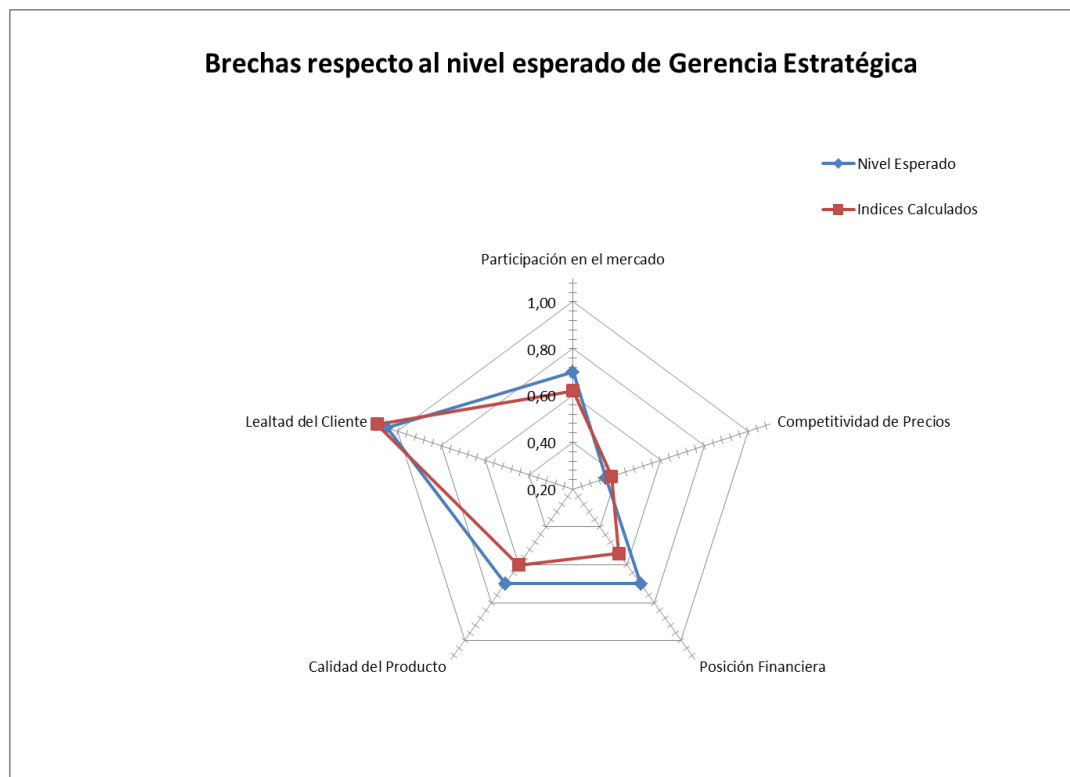 Brechas respecto al nivel esperado de Gerencia Estratégica
Nivel Esperado
Indices Calculados
Participación en el mercado
1,00
0,80
0,60
0,40
0,20
Lealtad del Cliente
Competitividad de Precios
Calidad del Producto
Posición Financiera